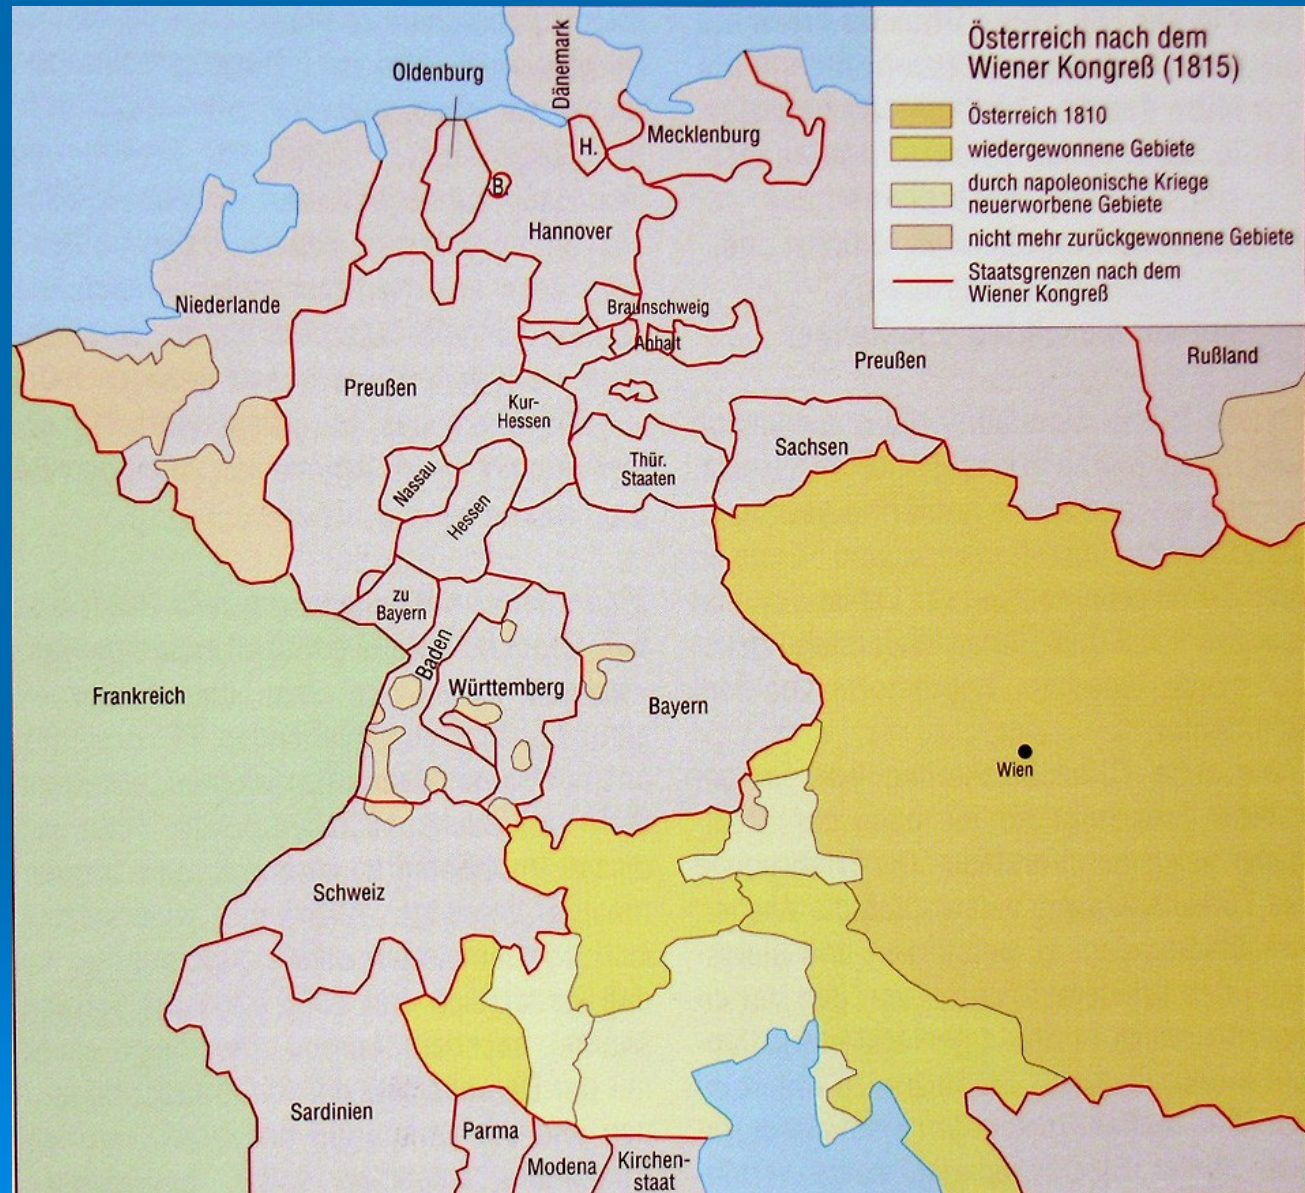 Österreich nach dem
Wiener Kongreß (1815)
Österreich 1810
wiedergewonnene Gebiete
durch napoleonische Kriege
neuerworbene Gebiete
nicht mehr zurückgewonnene Gebiete
Staatsgrenzen nach dem
Wiener Kongreß
Dänemark
Oldenburg
H.
Mecklenburg
B.
Hannover
Niederlande
Braunschweig
Anhalt
Preußen
Rußland
Preußen
Kur-
Hessen
Sachsen
Thür.
Staaten
Nassau
Hessen
zu
Bayern
Baden
Württemberg
Bayern
Frankreich
Wien
Schweiz
Sardinien
Parma
Modena
Kirchen-
staat